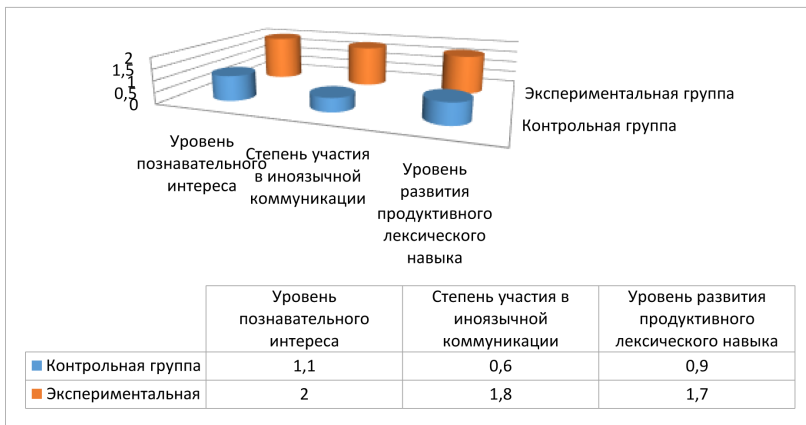 2
1,5
1
0,5
0
Экспериментальная группа
Контрольная группа
Уровень
познавательного
интереса
Степень участия
в иноязычной
коммуникации
Уровень
развития
продуктивного
лексического
навыка
Уровень
познавательного
интереса
Степень участия в
иноязычной
коммуникации
Уровень развития
продуктивного
лексического навыка
Контрольная группа 1,1 0,6 0,9
Экспериментальная 2 1,8 1,7